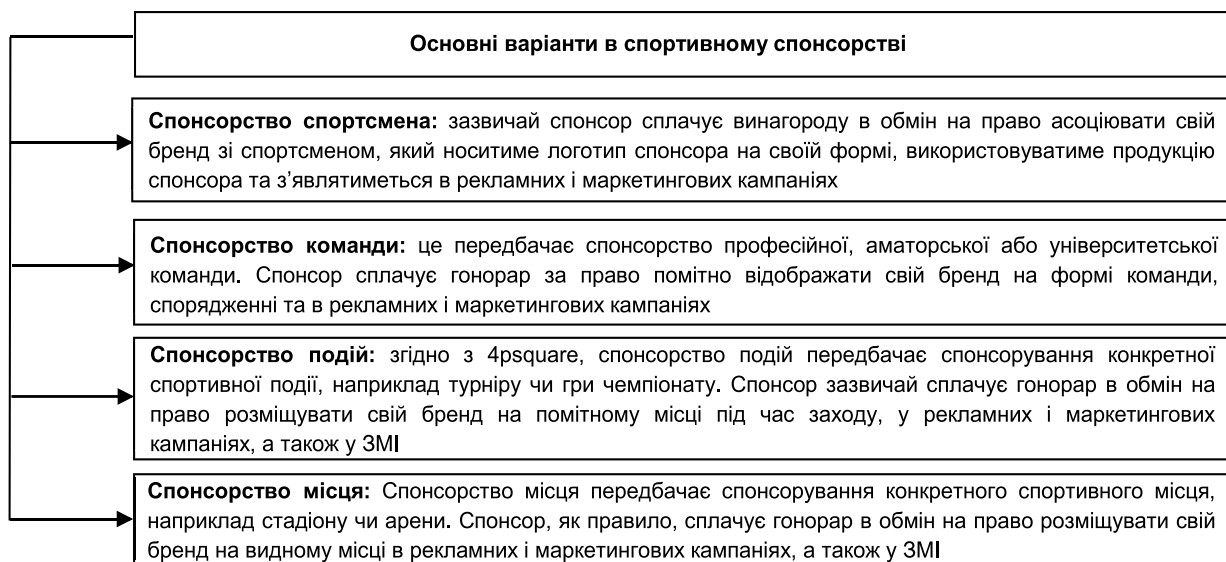 Основні варіанти в спортивному спонсорстві
Спонсорство спортсмена: зазвичай спонсор сплачує винагороду в обмін на право асоціювати свій
бренд зі спортсменом, який носитиме логотип спонсора на своїй формі, використовуватиме продукцію
спонсора та з’являтиметься в рекламних і маркетингових кампаніях
Спонсорство команди: це передбачає спонсорство професійної, аматорської або університетської
команди. Спонсор сплачує гонорар за право помітно відображати свій бренд на формі команди,
спорядженні та в рекламних і маркетингових кампаніях
Спонсорство подій: згідно з 4psquare, спонсорство подій передбачає спонсорування конкретної
спортивної події, наприклад турніру чи гри чемпіонату. Спонсор зазвичай сплачує гонорар в обмін на
право розміщувати свій бренд на помітному місці під час заходу, у рекламних і маркетингових
кампаніях, а також у ЗМІ
Спонсорство місця: Спонсорство місця передбачає спонсорування конкретного спортивного місця,
наприклад стадіону чи арени. Спонсор, як правило, сплачує гонорар в обмін на право розміщувати свій
бренд на видному місці в рекламних і маркетингових кампаніях, а також у ЗМІ